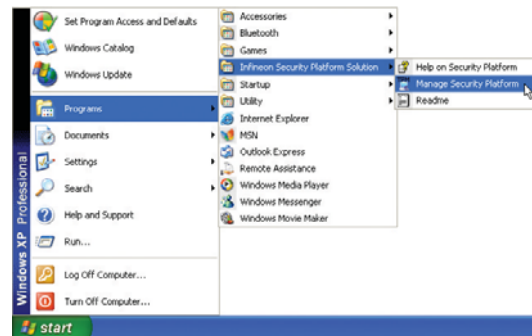 Set Program Access and Defaults
Windows Catalog
Windows Update
Programs
Documents
Settings
Search
Help and Support
Run...
Log Off Computer...
Turn Off Computer...
Windows XP Professional
start
Accessories
Bluetooth
Games
Infineon Security Platform Solution
Startup
Utility
Internet Explorer
MSN
Outlook Express
Remote Assistance
Windows Media Player
Windows Messenger
Windows Movie Maker
Help on Security Platform
Manage Security Platform
Readme